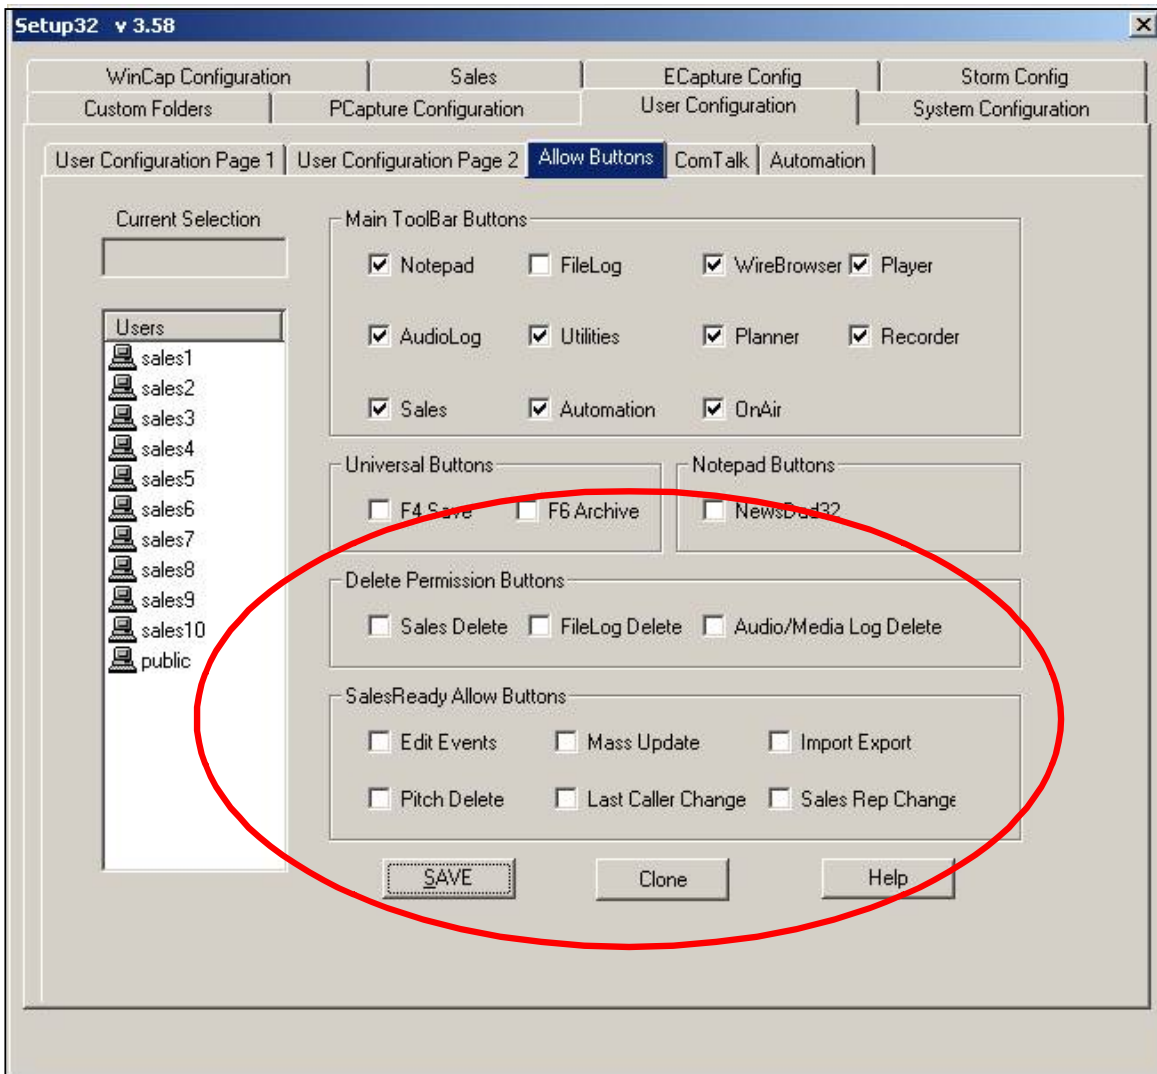 Setup32 v 3.58
WinCap Configuration Sales ECapture Config Storm Config
Custom Folders PCapture Configuration User Configuration System Configuration
User Configuration Page 1 User Configuration Page 2 Allow Buttons ComTalk Automation
Current Selection
Users
sales1
sales2
sales3
sales4
sales5
sales6
sales7
sales8
sales9
sales10
public
Main ToolBar Buttons
Notepad FileLog WireBrowser Player
AudioLog Utilities Planner Recorder
Sales Automation OnAir
Universal Buttons
F4 Save F6 Archive
Notepad Buttons
NewsDad32
Delete Permission Buttons
Sales Delete FileLog Delete Audio/Media Log Delete
SalesReady Allow Buttons
Edit Events Mass Update Import Export
Pitch Delete Last Caller Change Sales Rep Change
SAVE Clone Help